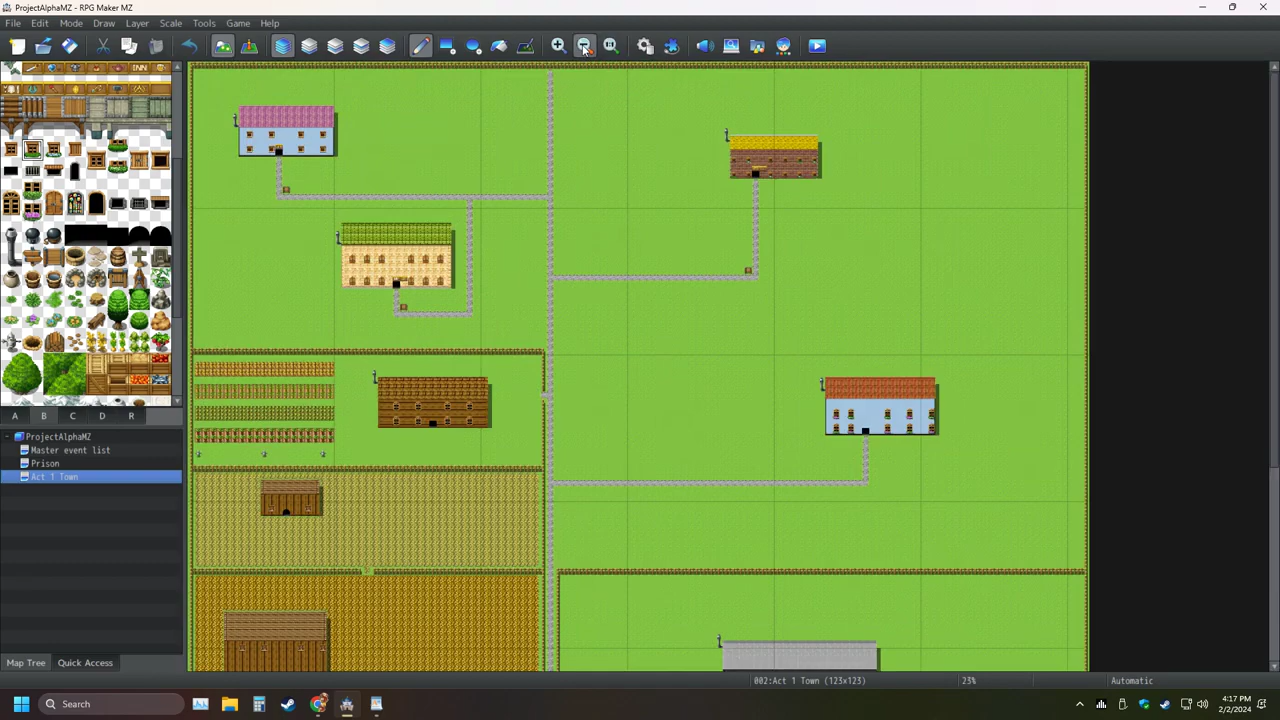 ProjectAlphaMZ - RPG Maker MZ
File Edit Mode Draw Layer Scale Tools Game Help
INN
A B C D R
ProjectAlphaMZ
Master event list
Prison
Act 1 Town
Map Tree Quick Access
002:Act 1 Town (123x123) 23% Automatic
Search
4:17 PM
2/2/2024